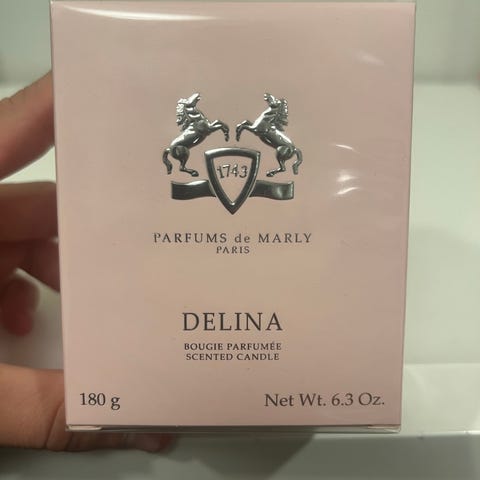 1743
PARFUMS de MARLY
PARIS
DELINA
BOUGIE PARFUMÉE
SCENTED CANDLE
180 g Net Wt. 6.3 Oz.